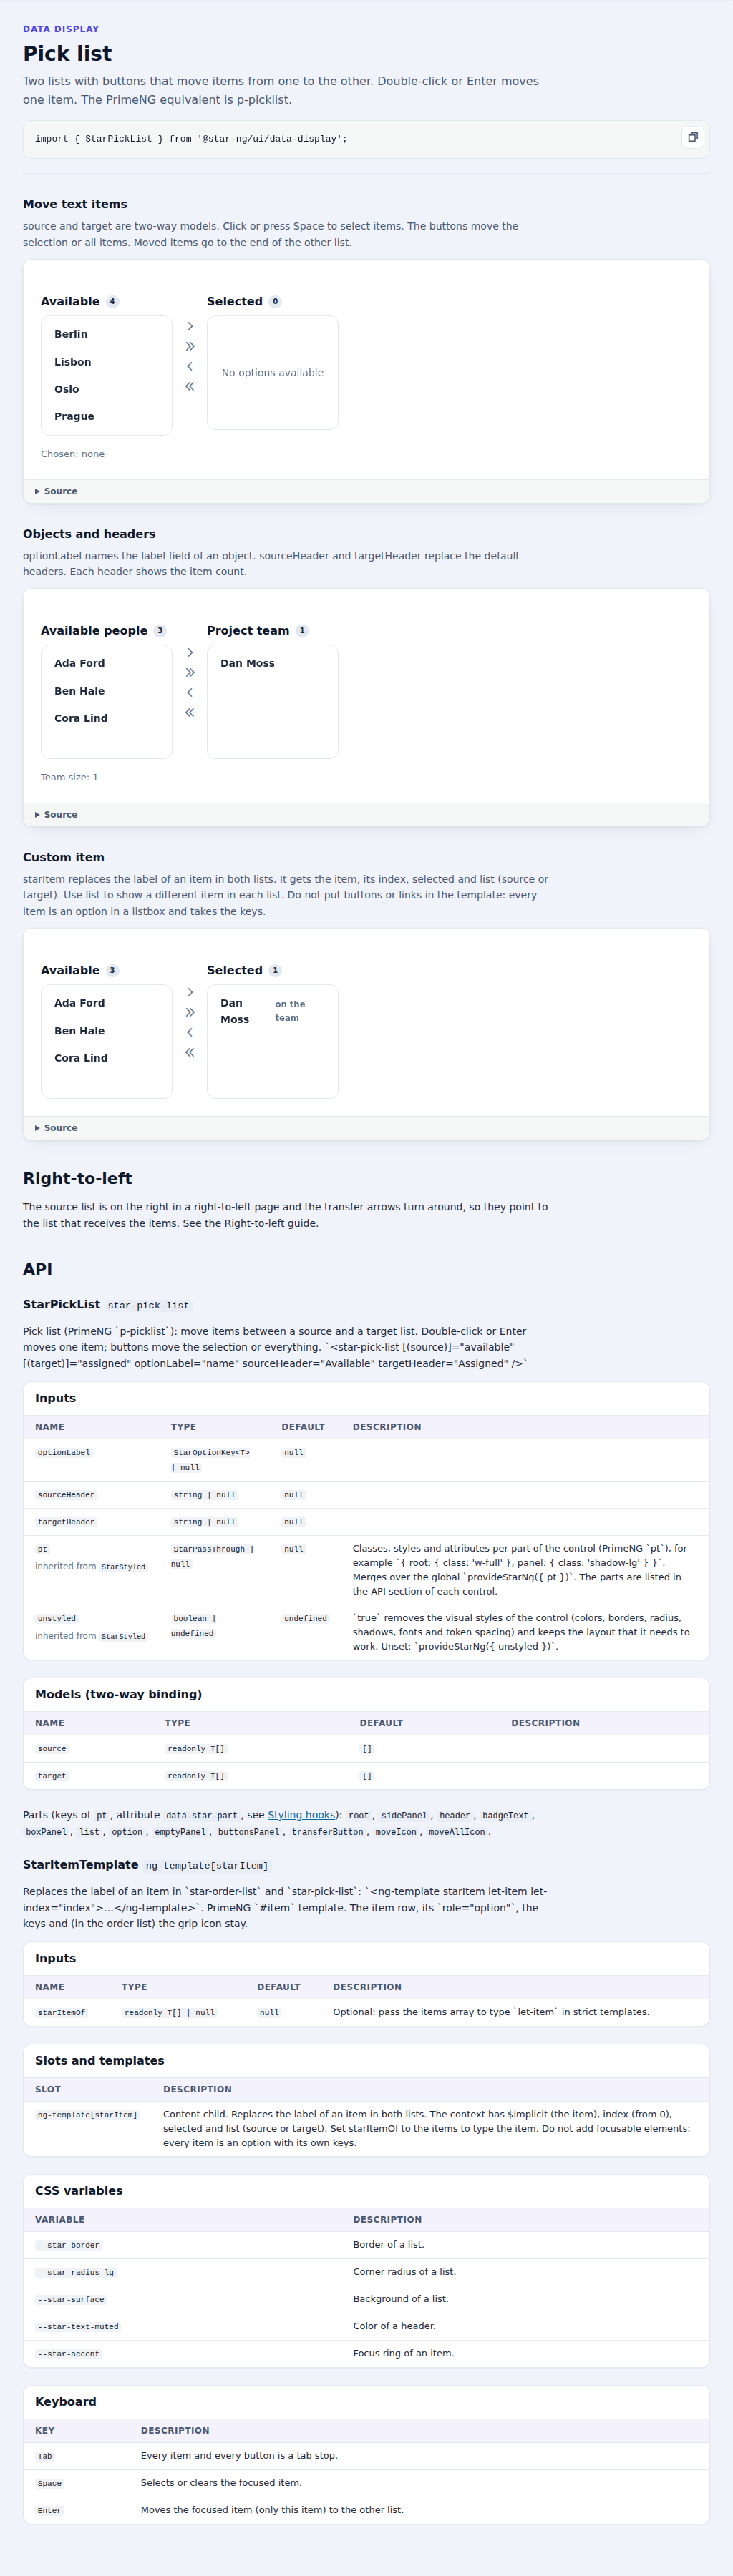 DATA DISPLAY
Pick list
Two lists with buttons that move items from one to the other. Double-click or Enter moves
one item. The PrimeNG equivalent is p-picklist.
import { StarPickList } from '@star-ng/ui/data-display';
Move text items
source and target are two-way models. Click or press Space to select items. The buttons move the
selection or all items. Moved items go to the end of the other list.
Available 4
Selected 0
Berlin
Lisbon
Oslo
Prague
No options available
Chosen: none
Source
Objects and headers
optionLabel names the label field of an object. sourceHeader and targetHeader replace the default
headers. Each header shows the item count.
Available people 3
Project team 1
Ada Ford
Ben Hale
Cora Lind
Dan Moss
Team size: 1
Source
Custom item
starItem replaces the label of an item in both lists. It gets the item, its index, selected and list (source or
target). Use list to show a different item in each list. Do not put buttons or links in the template: every
item is an option in a listbox and takes the keys.
Available 3
Selected 1
Ada Ford
Ben Hale
Cora Lind
Dan
Moss
on the
team
Source
Right-to-left
The source list is on the right in a right-to-left page and the transfer arrows turn around, so they point to
the list that receives the items. See the Right-to-left guide.
API
StarPickList star-pick-list
Pick list (PrimeNG `p-picklist`): move items between a source and a target list. Double-click or Enter
moves one item; buttons move the selection or everything. `<star-pick-list [(source)]="available"
[(target)]="assigned" optionLabel="name" sourceHeader="Available" targetHeader="Assigned" />`
Inputs
NAME TYPE DEFAULT DESCRIPTION
optionLabel StarOptionKey<T> | null null
sourceHeader string | null null
targetHeader string | null null
pt inherited from StarStyled StarPassThrough | null null
Classes, styles and attributes per part of the control (PrimeNG `pt`), for
example `{ root: { class: 'w-full' }, panel: { class: 'shadow-lg' } }`.
Merges over the global `provideStarNg({ pt })`. The parts are listed in
the API section of each control.
unstyled inherited from StarStyled boolean | undefined undefined
`true` removes the visual styles of the control (colors, borders, radius,
shadows, fonts and token spacing) and keeps the layout that it needs to
work. Unset: `provideStarNg({ unstyled })`.
Models (two-way binding)
NAME TYPE DEFAULT DESCRIPTION
source readonly T[] []
target readonly T[] []
Parts (keys of pt, attribute data-star-part, see Styling hooks): root, sidePanel, header, badgeText,
boxPanel, list, option, emptyPanel, buttonsPanel, transferButton, moveIcon, moveAllIcon.
StarItemTemplate ng-template[starItem]
Replaces the label of an item in `star-order-list` and `star-pick-list`: `<ng-template starItem let-item let-
index="index">…</ng-template>`. PrimeNG `#item` template. The item row, its `role="option"`, the
keys and (in the order list) the grip icon stay.
Inputs
NAME TYPE DEFAULT DESCRIPTION
starItemOf readonly T[] | null null Optional: pass the items array to type `let-item` in strict templates.
Slots and templates
SLOT DESCRIPTION
ng-template[starItem] Content child. Replaces the label of an item in both lists. The context has $implicit (the item), index (from 0),
selected and list (source or target). Set starItemOf to the items to type the item. Do not add focusable elements:
every item is an option with its own keys.
CSS variables
VARIABLE DESCRIPTION
--star-border Border of a list.
--star-radius-lg Corner radius of a list.
--star-surface Background of a list.
--star-text-muted Color of a header.
--star-accent Focus ring of an item.
Keyboard
KEY DESCRIPTION
Tab Every item and every button is a tab stop.
Space Selects or clears the focused item.
Enter Moves the focused item (only this item) to the other list.